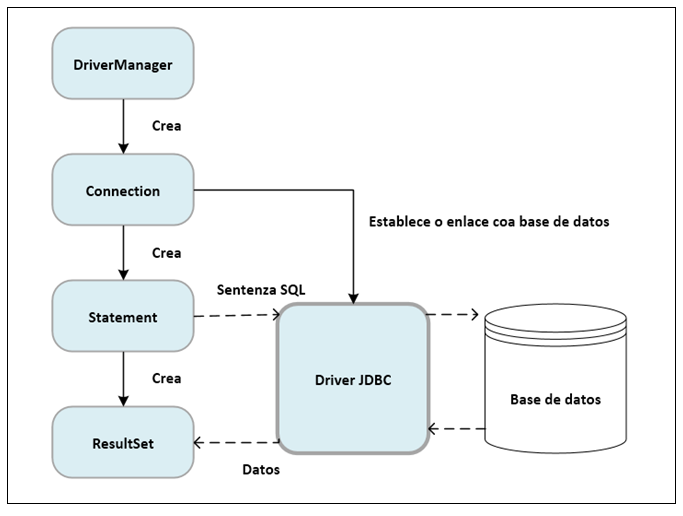 DriverManager
Crea
Connection
Establece o enlace coa base de datos
Crea
Sentenza SQL
Statement
Driver JDBC
Base de datos
Crea
ResultSet
Datos